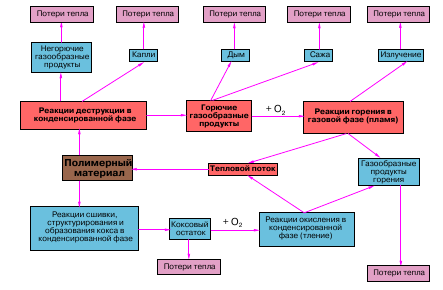 Потери тепла
Потери тепла
Потери тепла
Потери тепла
Потери тепла
Негорючие
газообразные
продукты
Капли
Дым
Сажа
Излучение
Реакции деструкции в
конденсированной фазе
Горючие
газообразные
продукты
+ O2
Реакции горения в
газовой фазе (пламя)
Полимерный
материал
Тепловой поток
Газообразные
продукты
горения
Реакции сшивки,
структурирования и
образования кокса в
конденсированной фазе
Коксовый
остаток
+ O2
Реакции окисления в
конденсированной
фазе (тление)
Потери тепла
Потери тепла